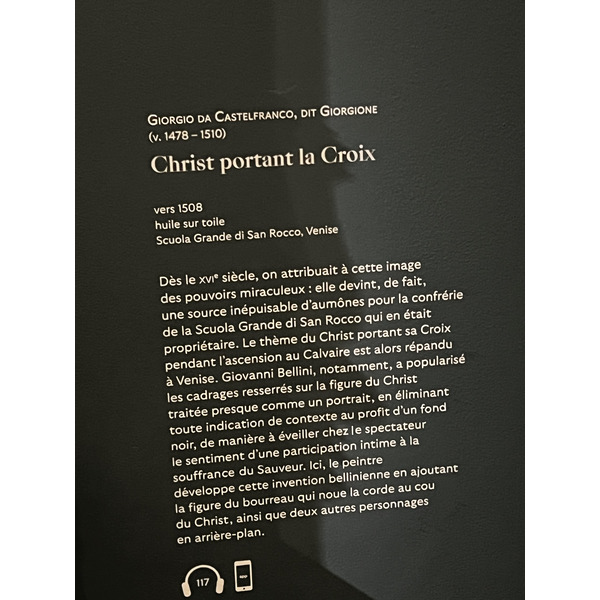 Giorgio da Castelfranco, dit Giorgione
(v. 1478 – 1510)
Christ portant la Croix
vers 1508
huile sur toile
Scuola Grande di San Rocco, Venise
Dès le XVIe siècle, on attribuait à cette image
des pouvoirs miraculeux : elle devint, de fait,
une source inépuisable d'aumônes pour la confrérie
de la Scuola Grande di San Rocco qui en était
propriétaire. Le thème du Christ portant sa Croix
pendant l'ascension au Calvaire est alors répandu
à Venise. Giovanni Bellini, notamment, a popularisé
les cadrages resserrés sur la figure du Christ
traitée presque comme un portrait, en éliminant
toute indication de contexte au profit d'un fond
noir, de manière à éveiller chez le spectateur
le sentiment d'une participation intime à la
souffrance du Sauveur. Ici, le peintre
développe cette invention bellinienne en ajoutant
la figure du bourreau qui noue la corde au cou
du Christ, ainsi que deux autres personnages
en arrière-plan.
117
APP